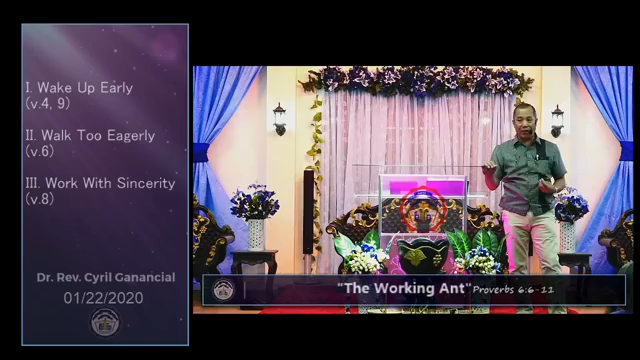 I. Wake Up Early
(v.4, 9)
II. Walk Too Eagerly
(v.6)
III. Work With Sincerity
(v.8)
Dr. Rev. Cyril Ganancial
01/22/2020
"The Working Ant" Proverbs 6:6-11